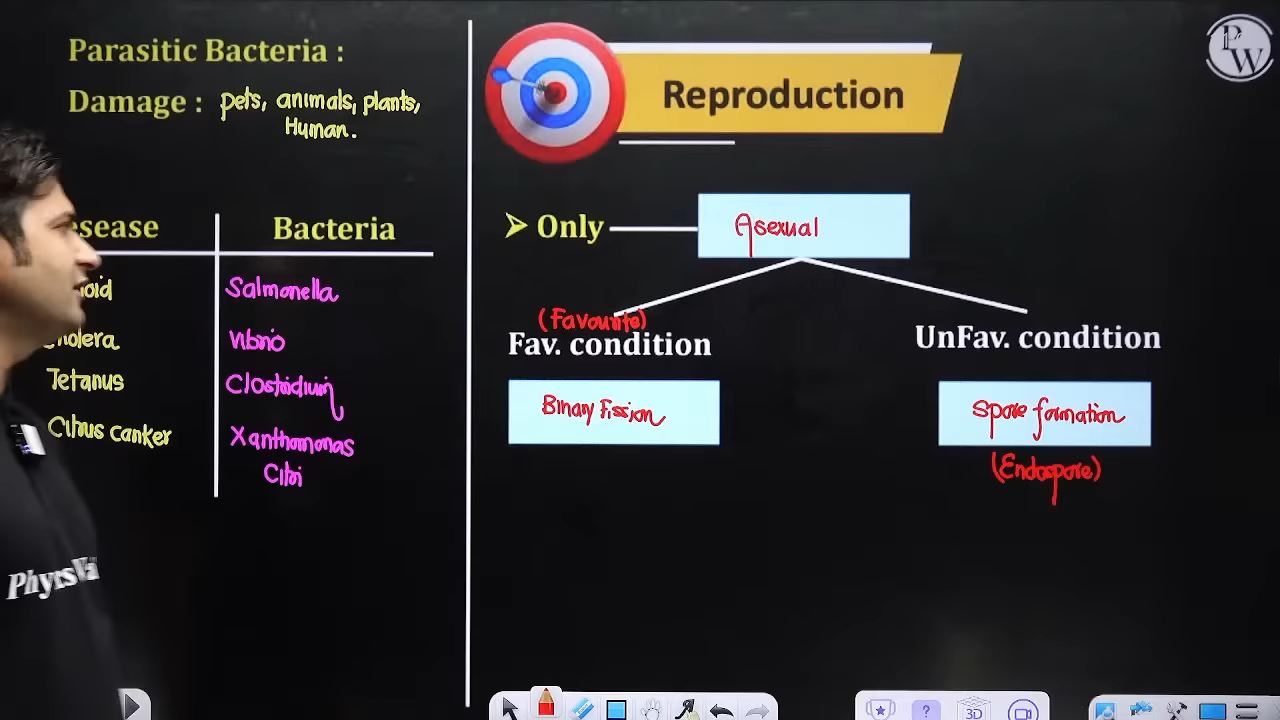 Parasitic Bacteria :
Damage : pets, animals, plants,
Human.
Bacteria
Salmonella
Vibrio
Tetanus
Clostridium
Citrus canker
Xanthomonas
Citri
Reproduction
➤ Only
Asexual
(Favourite)
Fav. condition
Binary Fission
UnFav. condition
Spore formation
(Endospore)
PW
3D